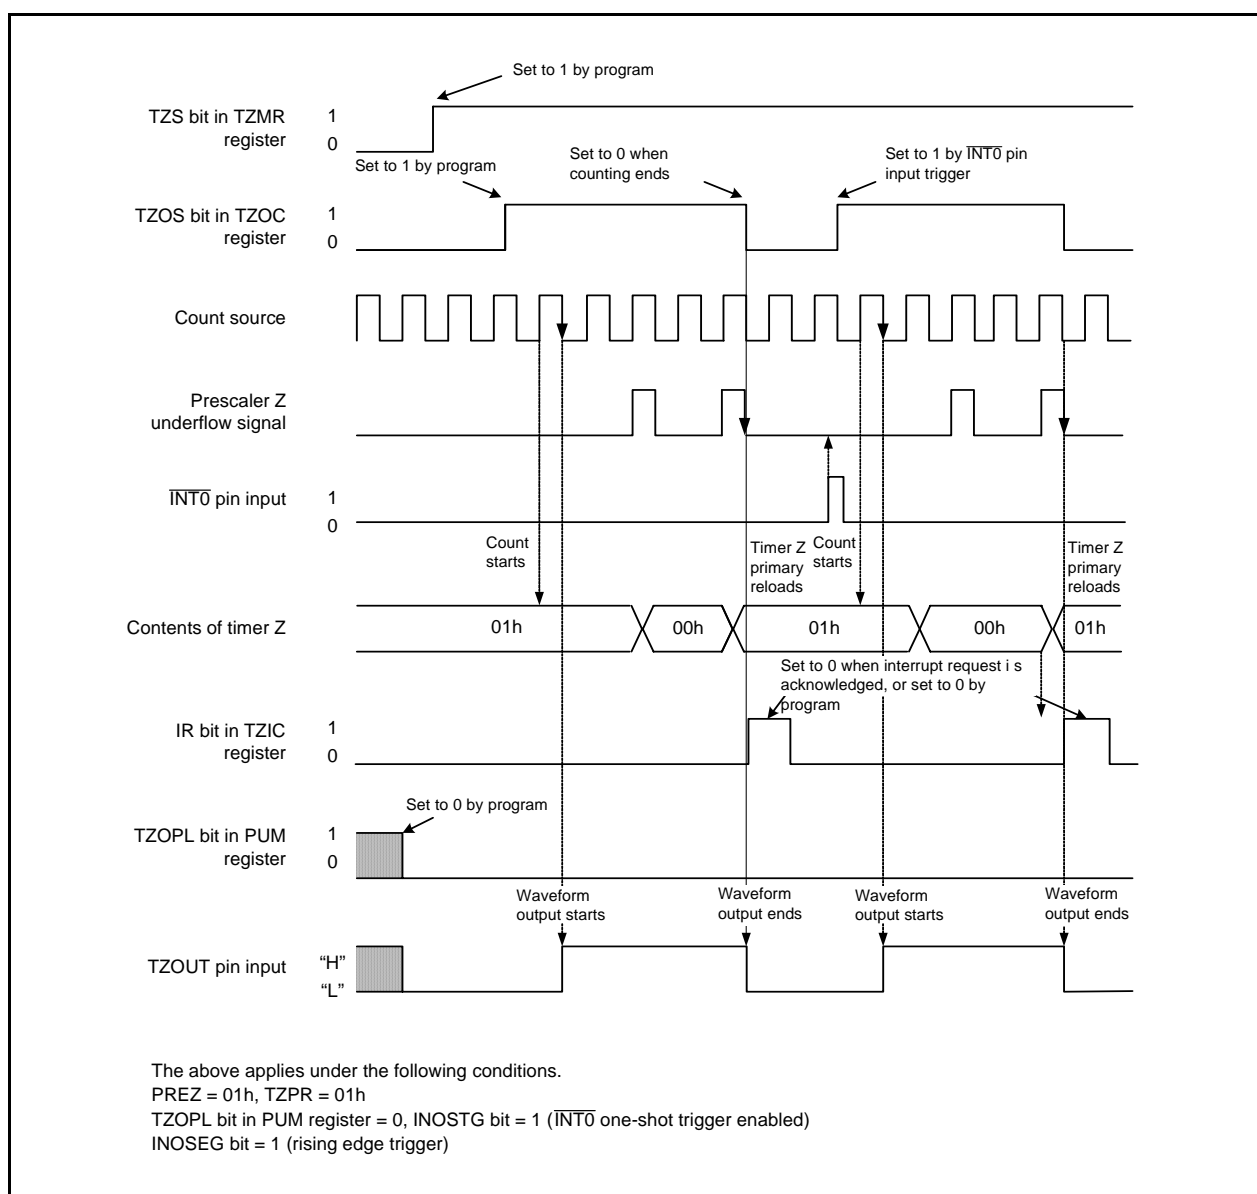 Set to 1 by program
TZS bit in TZMR
register
1
0
Set to 1 by program
Set to 0 when
counting ends
Set to 1 by INT0 pin
input trigger
TZOS bit in TZOC
register
1
0
Count source
Prescaler Z
underflow signal
INT0 pin input
1
0
Count
starts
Timer Z
primary
reloads
Count
starts
Timer Z
primary
reloads
Contents of timer Z
01h
00h
01h
00h
01h
Set to 0 when interrupt request i s
acknowledged, or set to 0 by
program
IR bit in TZIC
register
1
0
Set to 0 by program
TZOPL bit in PUM
register
1
0
Waveform
output starts
Waveform
output ends
Waveform
output starts
Waveform
output ends
TZOUT pin input
“H”
“L”
The above applies under the following conditions.
PREZ = 01h, TZPR = 01h
TZOPL bit in PUM register = 0, INOSTG bit = 1 (INT0 one-shot trigger enabled)
INOSEG bit = 1 (rising edge trigger)